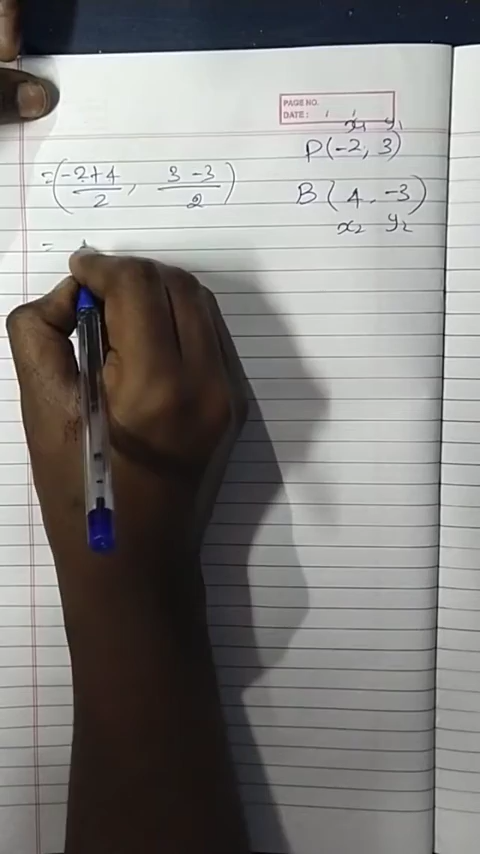 PAGE NO.
DATE : / /
x₁ y₁
P(-2, 3)
= (-2+4/2, 3-3/2)
B(4, -3)
x₂ y₂
=